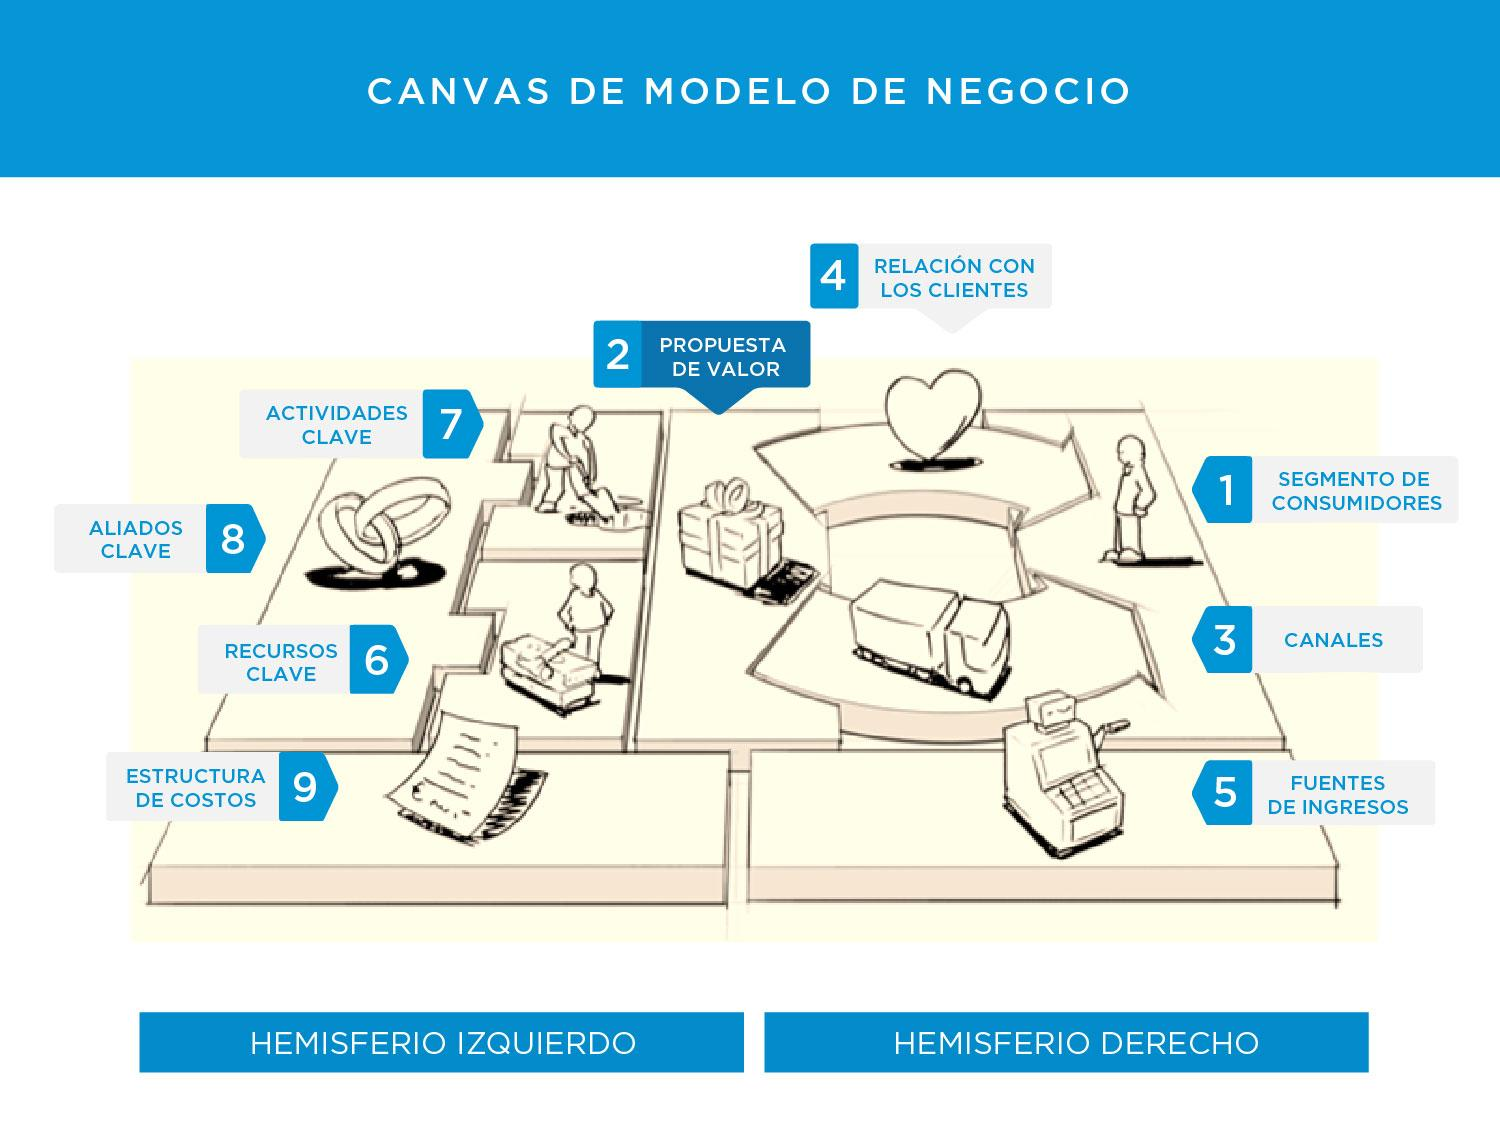 CANVAS DE MODELO DE NEGOCIO
4
RELACIÓN CON
LOS CLIENTES
2
PROPUESTA
DE VALOR
ACTIVIDADES
CLAVE
7
1
SEGMENTO DE
CONSUMIDORES
ALIADOS
CLAVE
8
3
CANALES
RECURSOS
CLAVE
6
ESTRUCTURA
DE COSTOS
9
5
FUENTES
DE INGRESOS
HEMISFERIO IZQUIERDO
HEMISFERIO DERECHO